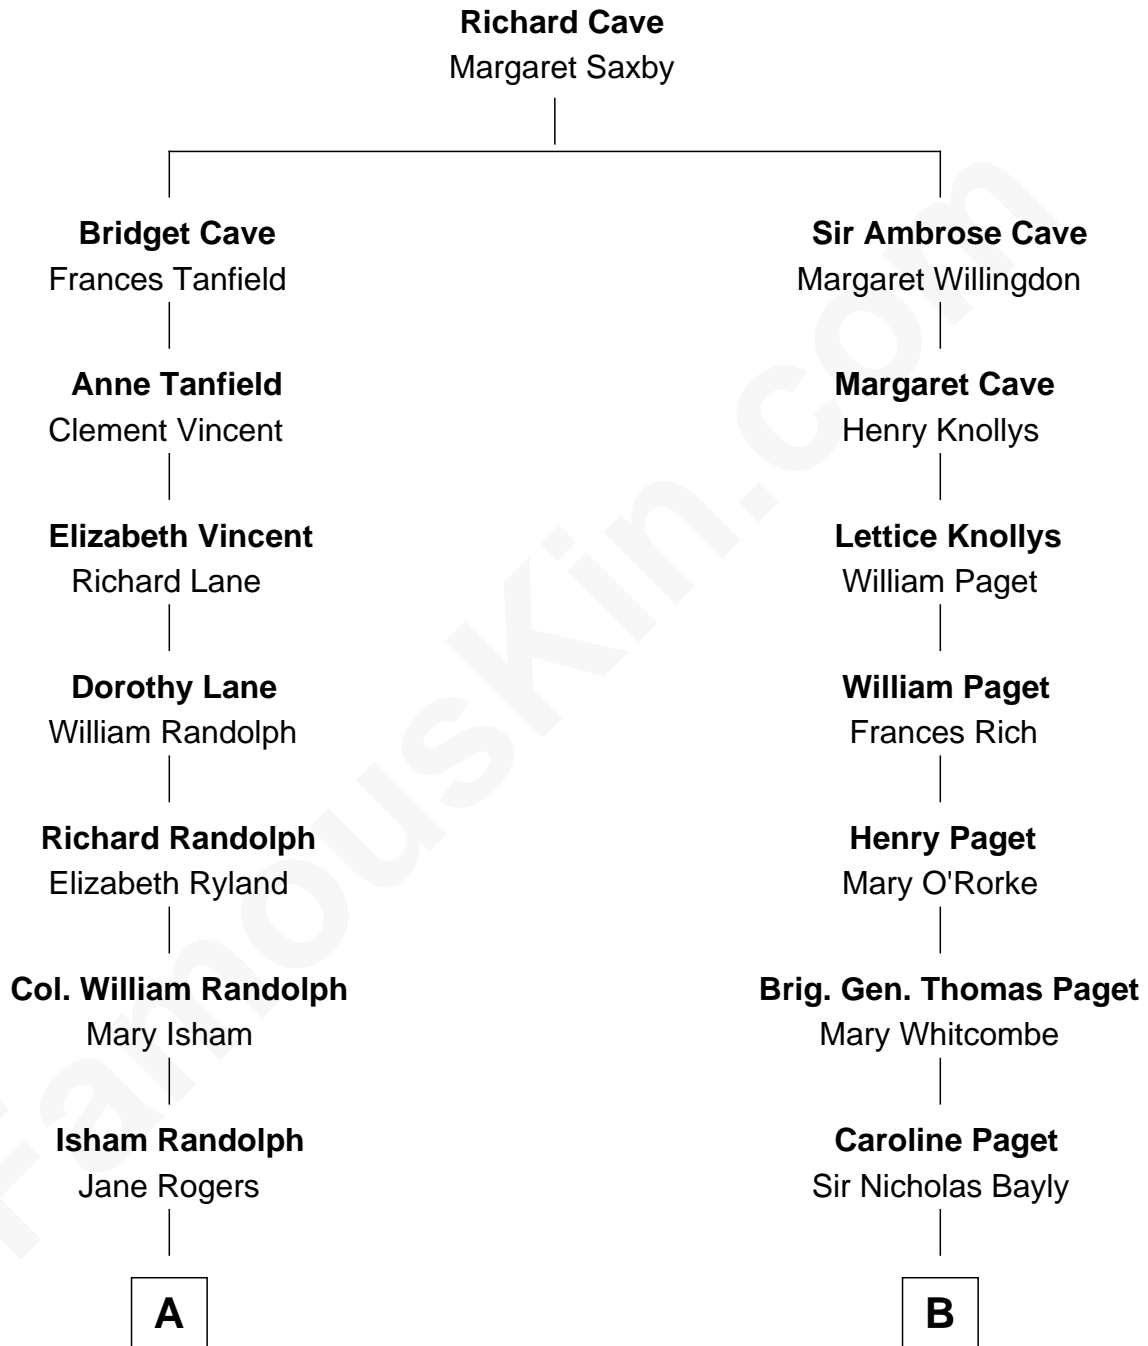 Richard Cave
Margaret Saxby
Bridget Cave
Frances Tanfield
Sir Ambrose Cave
Margaret Willingdon
Anne Tanfield
Clement Vincent
Margaret Cave
Henry Knollys
Elizabeth Vincent
Richard Lane
Lettice Knollys
William Paget
Dorothy Lane
William Randolph
William Paget
Frances Rich
Richard Randolph
Elizabeth Ryland
Henry Paget
Mary O'Rorke
Col. William Randolph
Mary Isham
Brig. Gen. Thomas Paget
Mary Whitcombe
Isham Randolph
Jane Rogers
Caroline Paget
Sir Nicholas Bayly
A
B
FamousKin.com